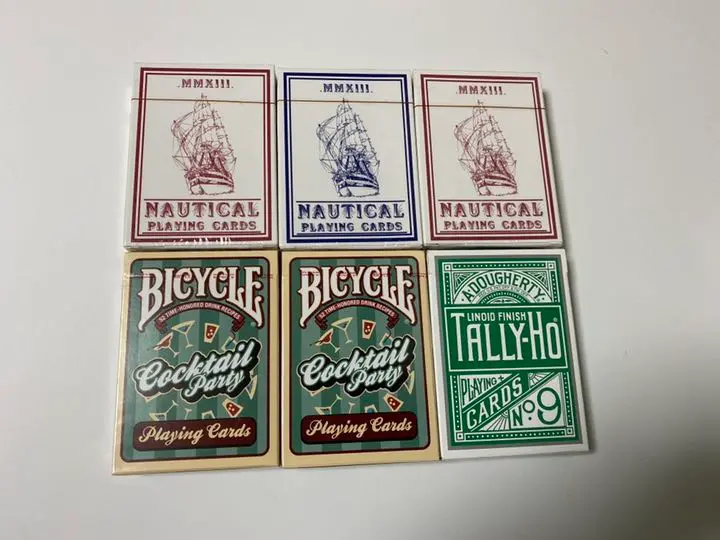 .MMXIII.
NAUTICAL
PLAYING CARDS
.MMXIII.
NAUTICAL
PLAYING CARDS
.MMXIII.
NAUTICAL
PLAYING CARDS
BICYCLE
52 TIME-HONORED DRINK RECIPES
Cocktail
Party
Playing Cards
BICYCLE
52 TIME-HONORED DRINK RECIPES
Cocktail
Party
Playing Cards
A.DOUGHERTY
LINOID FINISH
TALLY-HO®
PLAYING
CARDS
No. 9